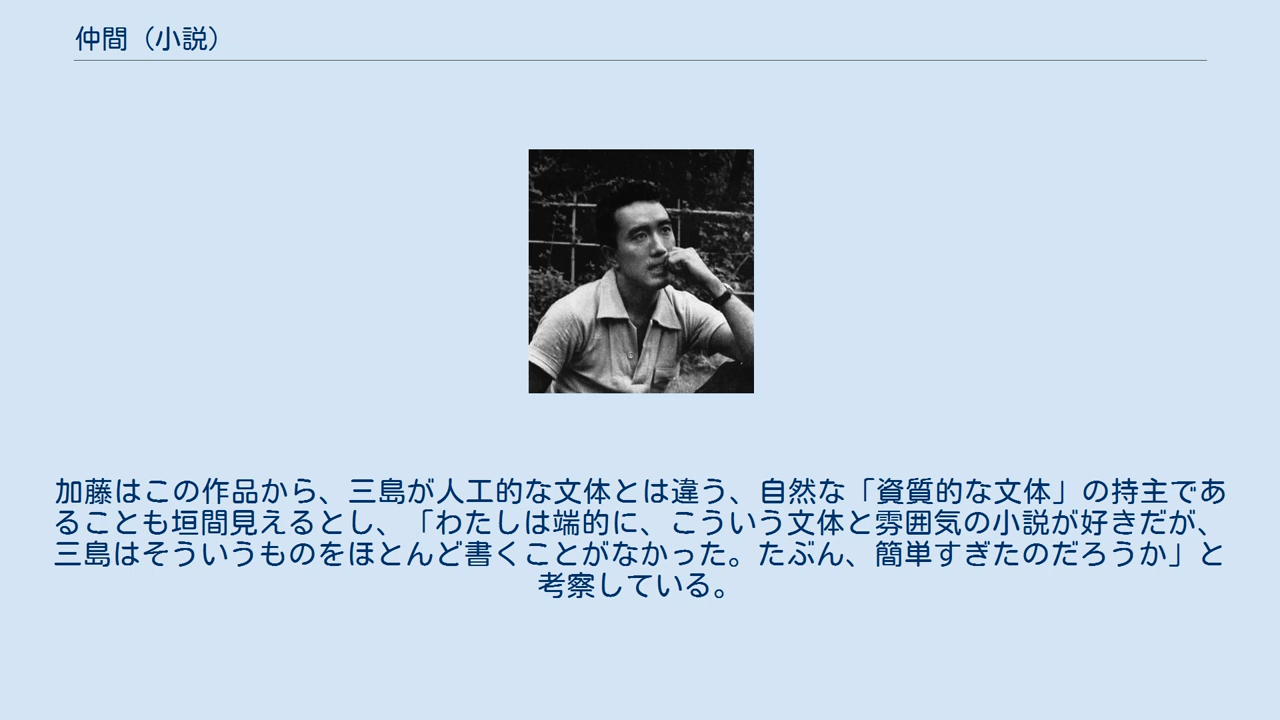 仲間（小説）
加藤はこの作品から、三島が人工的な文体とは違う、自然な「資質的な文体」の持主であ
ることも垣間見えるとし、「わたしは端的に、こういう文体と雰囲気の小説が好きだが、
三島はそういうものをほとんど書くことがなかった。たぶん、簡単すぎたのだろうか」と
考察している。